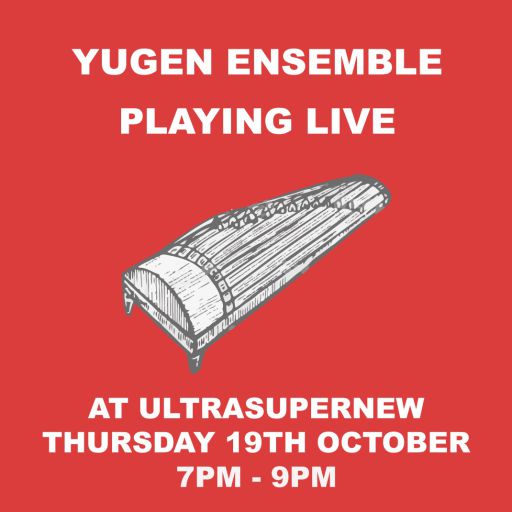 YUGEN ENSEMBLE
PLAYING LIVE
AT ULTRASUPERNEW
THURSDAY 19TH OCTOBER
7PM - 9PM